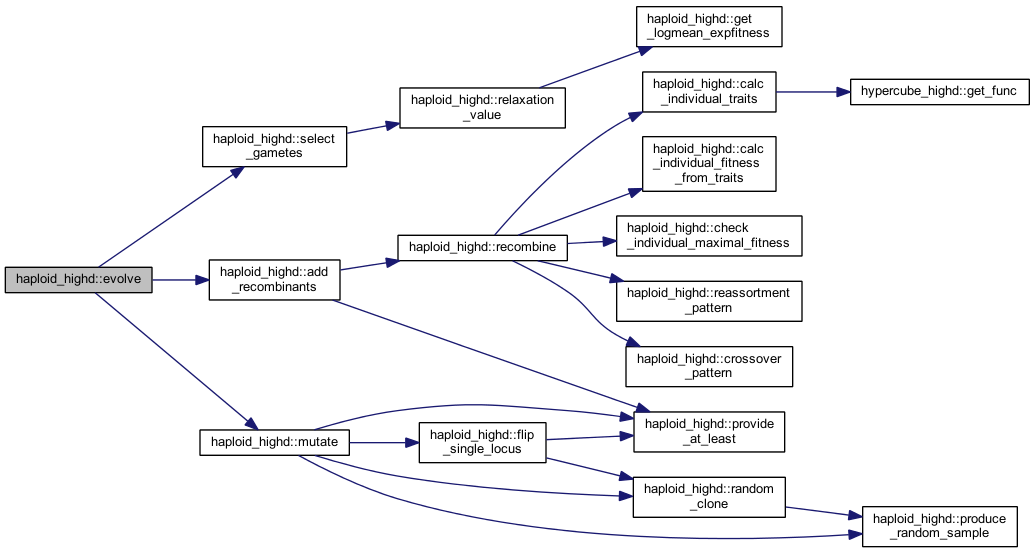 haploid_highd::evolve
haploid_highd::select
_gametes
haploid_highd::add
_recombinants
haploid_highd::mutate
haploid_highd::relaxation
_value
haploid_highd::recombine
haploid_highd::flip
_single_locus
haploid_highd::get
_logmean_expfitness
haploid_highd::calc
_individual_traits
haploid_highd::calc
_individual_fitness
_from_traits
haploid_highd::check
_individual_maximal_fitness
haploid_highd::reassortment
_pattern
haploid_highd::crossover
_pattern
haploid_highd::provide
_at_least
haploid_highd::random
_clone
hypercube_highd::get_func
haploid_highd::produce
_random_sample